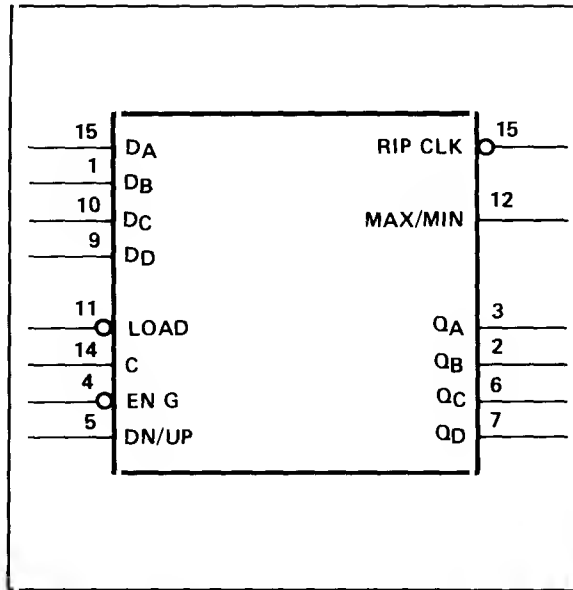 15 DA RIP CLK 15
1 DB
10 DC MAX/MIN 12
9 DD
11 LOAD QA 3
14 C QB 2
4 EN G QC 6
5 DN/UP QD 7